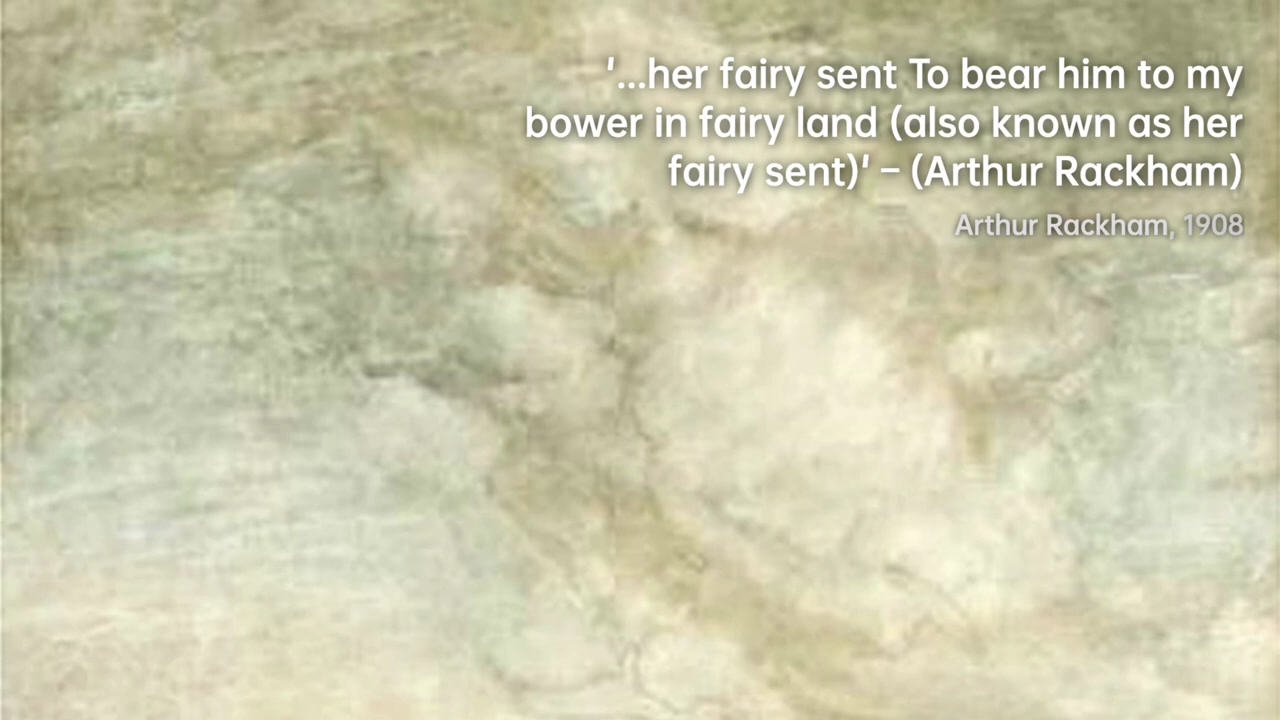 '...her fairy sent To bear him to my
bower in fairy land (also known as her
fairy sent)' – (Arthur Rackham)
Arthur Rackham, 1908